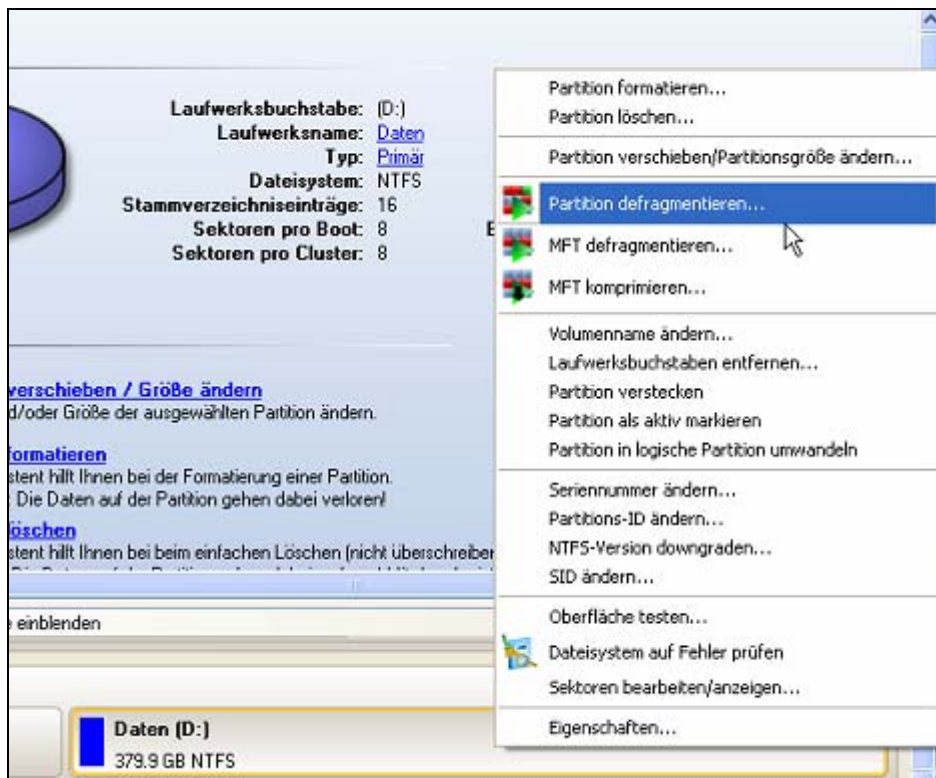 Laufwerksbuchstabe: (D:)
Laufwerksname: Daten
Typ: Primär
Dateisystem: NTFS
Stammverzeichniseinträge: 16
Sektoren pro Boot: 8
Sektoren pro Cluster: 8
verschieben / Größe ändern
d/oder Größe der ausgewählten Partition ändern.
formatieren
stent hilft Ihnen bei der Formatierung einer Partition.
: Die Daten auf der Partition gehen dabei verloren!
öschen
stent hilft Ihnen bei beim einfachen Löschen (nicht überschreiber
e einblenden
Daten (D:)
379.9 GB NTFS
Partition formatieren...
Partition löschen...
Partition verschieben/Partitionsgröße ändern...
Partition defragmentieren...
MFT defragmentieren...
MFT komprimieren...
Volumenname ändern...
Laufwerksbuchstaben entfernen...
Partition verstecken
Partition als aktiv markieren
Partition in logische Partition umwandeln
Seriennummer ändern...
Partitions-ID ändern...
NTFS-Version downgraden...
SID ändern...
Oberfläche testen...
Dateisystem auf Fehler prüfen
Sektoren bearbeiten/anzeigen...
Eigenschaften...